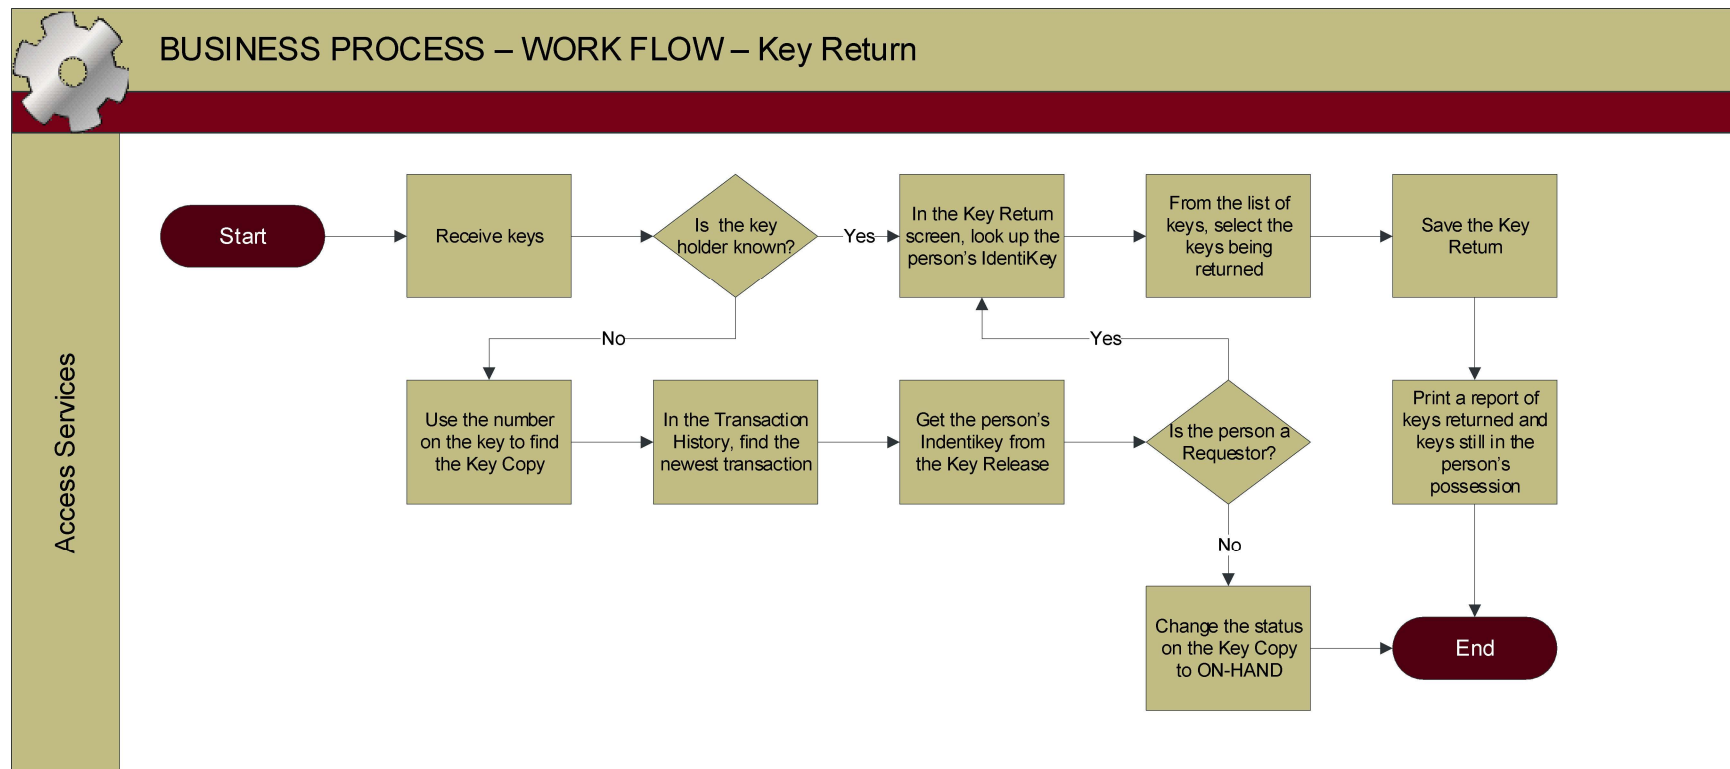 BUSINESS PROCESS – WORK FLOW – Key Return
Access Services
Start
Receive keys
Is the key
holder known?
Yes
In the Key Return
screen, look up the
person's IdentiKey
From the list of
keys, select the
keys being
returned
Save the Key
Return
No
Yes
Use the number
on the key to find
the Key Copy
In the Transaction
History, find the
newest transaction
Get the person's
Indentikey from
the Key Release
Is the person a
Requestor?
Print a report of
keys returned and
keys still in the
person's
possession
No
Change the status
on the Key Copy
to ON-HAND
End